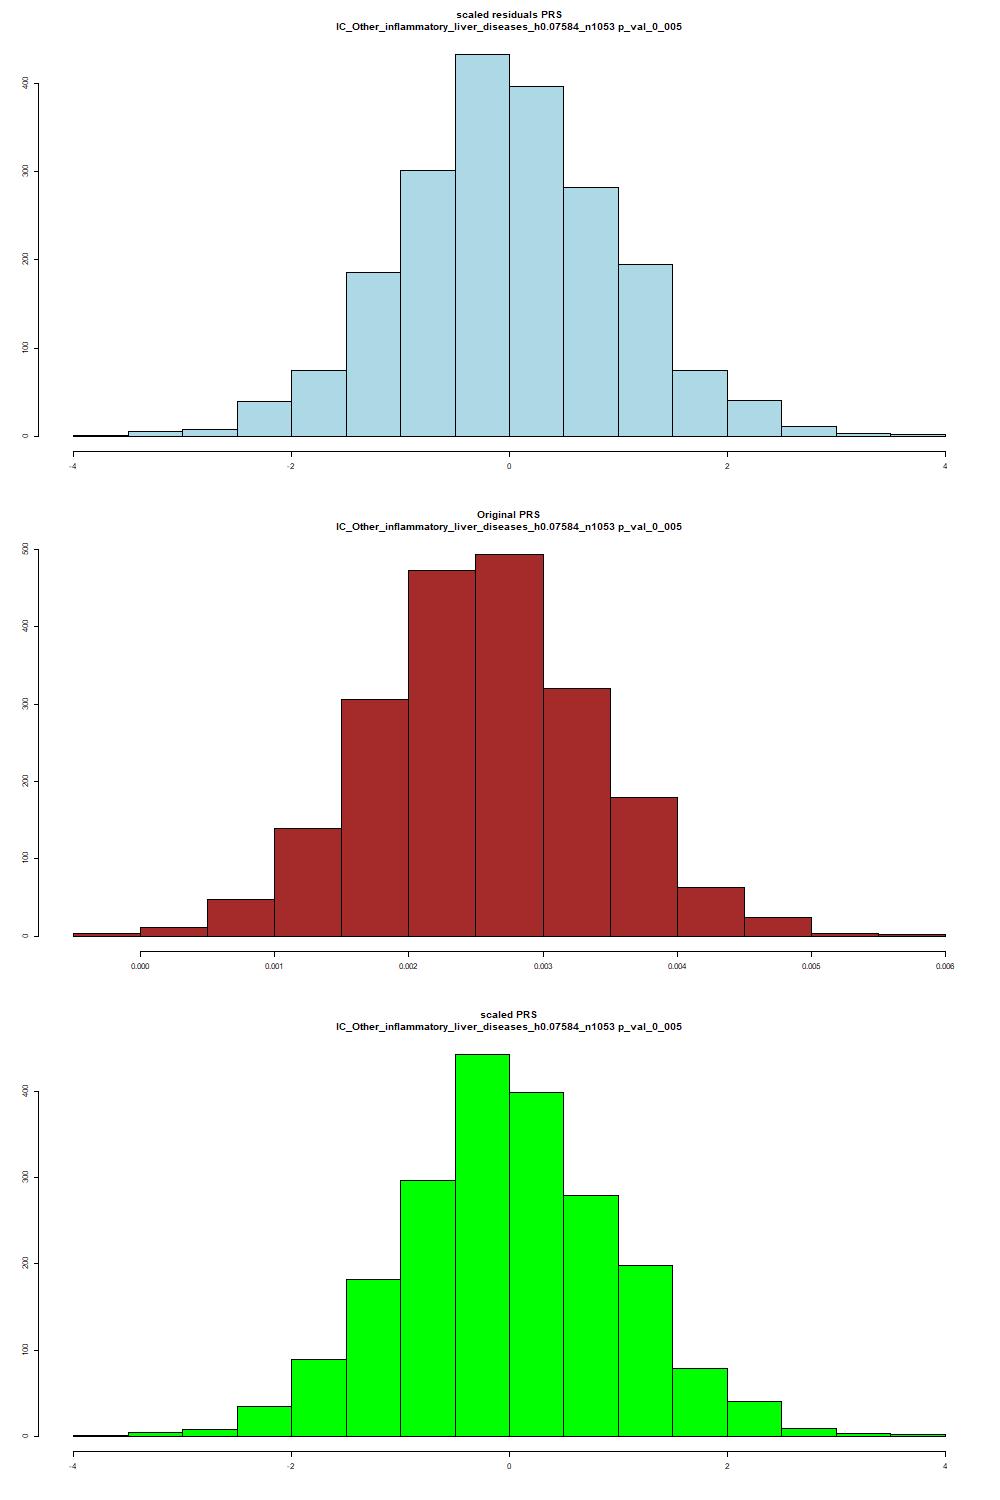 scaled residuals PRS
IC_Other_inflammatory_liver_diseases_h0.07584_n1053 p_val_0_005
400
300
200
100
0
-4 -2 0 2 4
Original PRS
IC_Other_inflammatory_liver_diseases_h0.07584_n1053 p_val_0_005
500
400
300
200
100
0
0.000 0.001 0.002 0.003 0.004 0.005 0.006
scaled PRS
IC_Other_inflammatory_liver_diseases_h0.07584_n1053 p_val_0_005
400
300
200
100
0
-4 -2 0 2 4